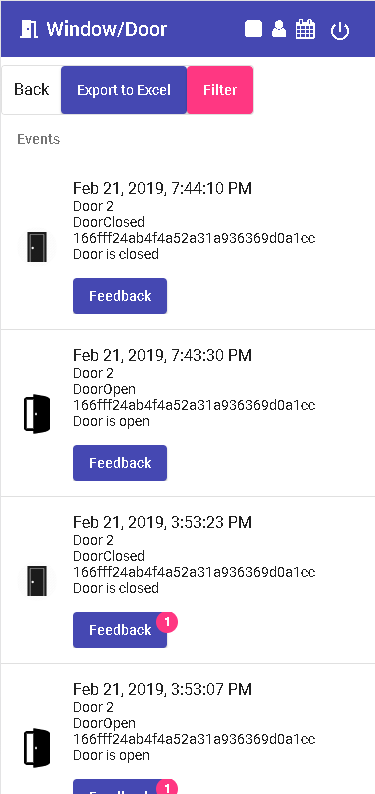 Window/Door
Back
Export to Excel
Filter
Events
Feb 21, 2019, 7:44:10 PM
Door 2
DoorClosed
166fff24ab4f4a52a31a936369d0a1cc
Door is closed
Feedback
Feb 21, 2019, 7:43:30 PM
Door 2
DoorOpen
166fff24ab4f4a52a31a936369d0a1cc
Door is open
Feedback
Feb 21, 2019, 3:53:23 PM
Door 2
DoorClosed
166fff24ab4f4a52a31a936369d0a1cc
Door is closed
Feedback 1
Feb 21, 2019, 3:53:07 PM
Door 2
DoorOpen
166fff24ab4f4a52a31a936369d0a1cc
Door is open
Feedback 1